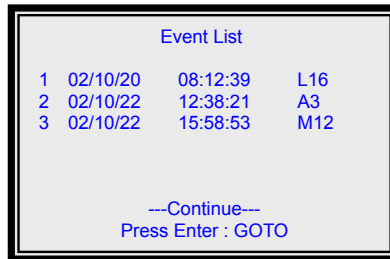 Event List
1 02/10/20 08:12:39 L16
2 02/10/22 12:38:21 A3
3 02/10/22 15:58:53 M12
---Continue---
Press Enter : GOTO